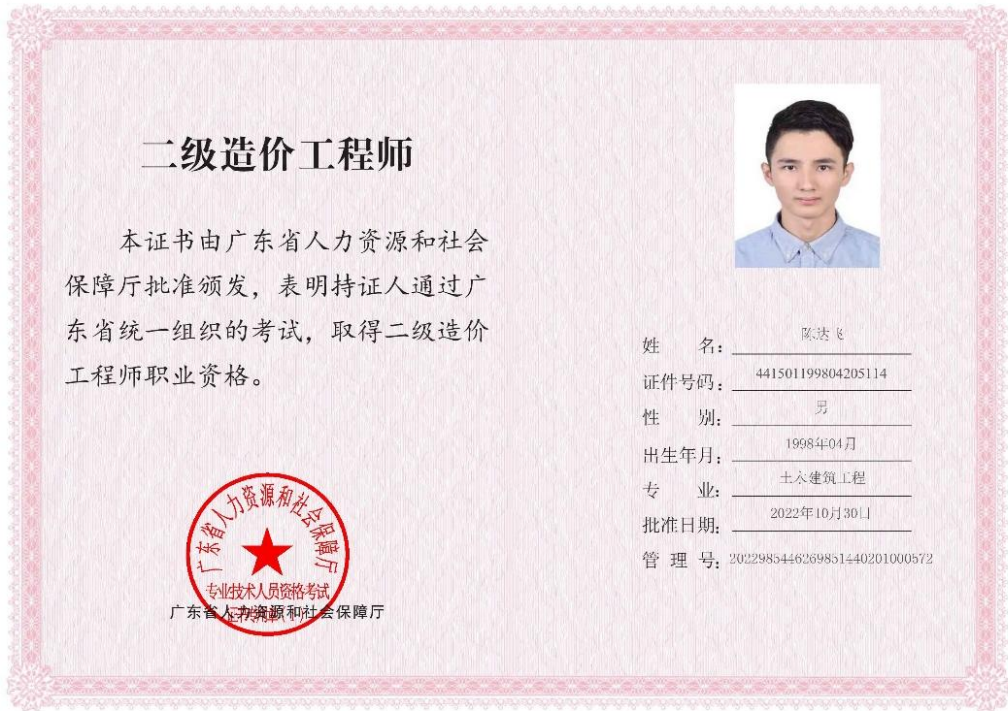 二级造价工程师
本证书由广东省人力资源和社会
保障厅批准颁发，表明持证人通过广
东省统一组织的考试，取得二级造价
工程师职业资格。
广东省人力资源和社会保障厅
专业技术人员资格考试
广东省人力资源和社会保障厅
姓 名：陈达飞
证件号码：441501199804205114
性 别：男
出生年月：1998年04月
专 业：土木建筑工程
批准日期：2022年10月30日
管 理 号：2022985446269851440201000572